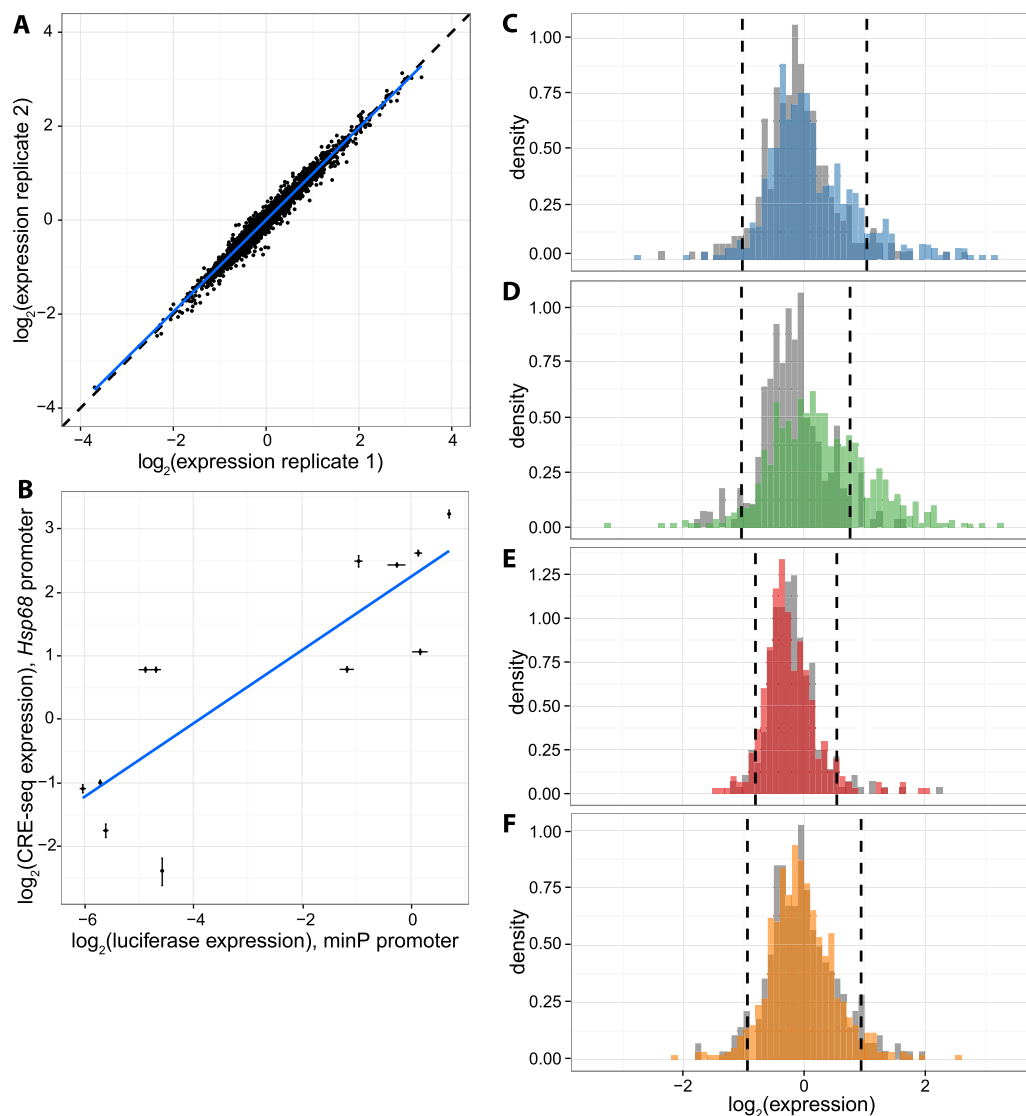 A
4
2
0
−2
−4
log2(expression replicate 2)
−4 −2 0 2 4
log2(expression replicate 1)
B
3
2
1
0
−1
−2
log2(CRE-seq expression), Hsp68 promoter
−6 −4 −2 0
log2(luciferase expression), minP promoter
C
1.00
0.75
0.50
0.25
0.00
density
D
1.00
0.75
0.50
0.25
0.00
density
E
1.25
1.00
0.75
0.50
0.25
0.00
density
F
1.00
0.75
0.50
0.25
0.00
density
−2 0 2
log2(expression)